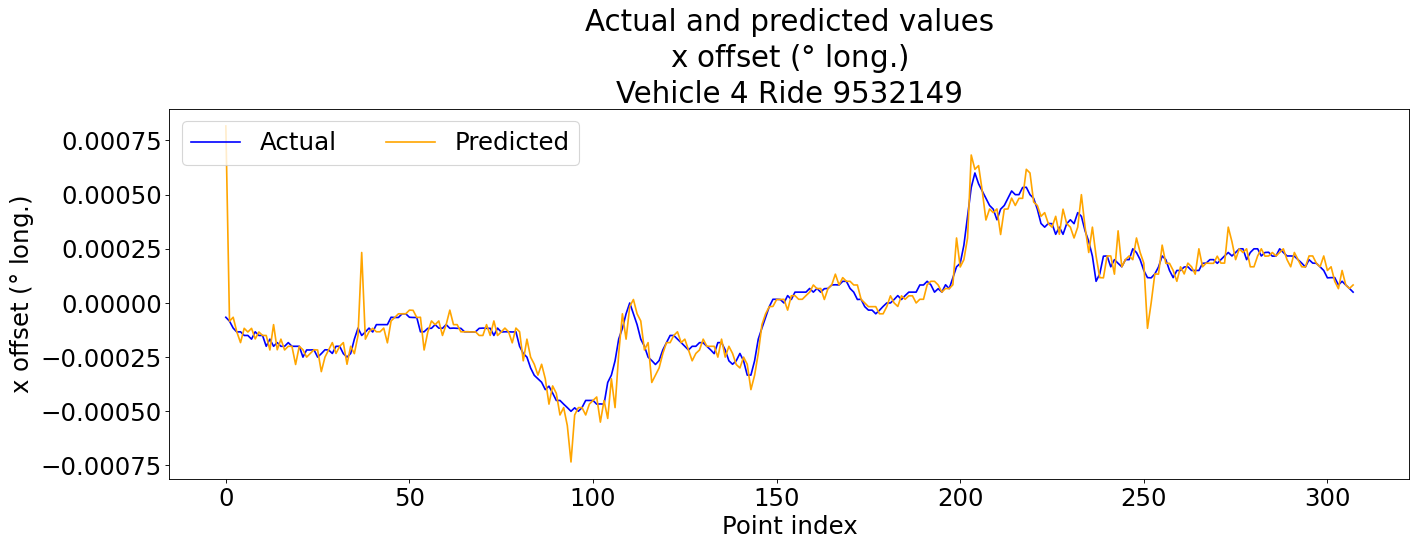 Actual and predicted values
x offset (° long.)
Vehicle 4 Ride 9532149
Actual Predicted
0.00075
0.00050
0.00025
0.00000
−0.00025
−0.00050
−0.00075
x offset (° long.)
0 50 100 150 200 250 300
Point index